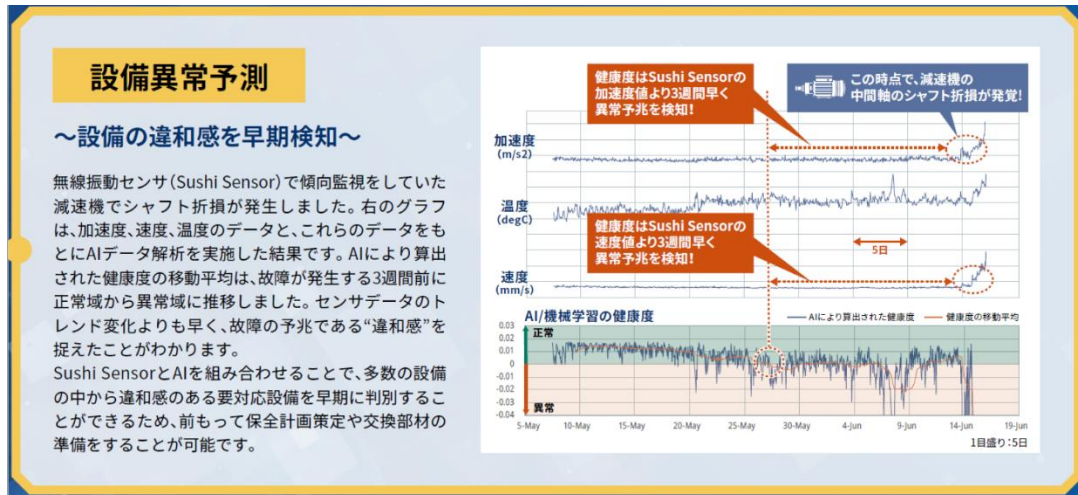 設備異常予測
～設備の違和感を早期検知～
無線振動センサ(Sushi Sensor)で傾向監視をしていた
減速機でシャフト折損が発生しました。右のグラフ
は、加速度、速度、温度のデータと、これらのデータをも
とにAIデータ解析を実施した結果です。AIにより算出
された健康度の移動平均は、故障が発生する3週間前に
正常域から異常域に推移しました。センサデータのト
レンド変化よりも早く、故障の予兆である“違和感”を
捉えたことがわかります。
Sushi SensorとAIを組み合わせることで、多数の設備
の中から違和感のある要対応設備を早期に判別するこ
とができるため、前もって保全計画策定や交換部材の
準備をすることが可能です。
健康度はSushi Sensorの
加速度値より3週間早く
異常予兆を検知!
この時点で、減速機の
中間軸のシャフト折損が発覚!
加速度
(m/s2)
温度
(degC)
健康度はSushi Sensorの
速度値より3週間早く
異常予兆を検知!
5日
速度
(mm/s)
AI/機械学習の健康度
AIにより算出された健康度
健康度の移動平均
0.03
0.02
0.01
0
-0.01
-0.02
-0.03
-0.04
正常
異常
5-May 10-May 15-May 20-May 25-May 30-May 4-Jun 9-Jun 14-Jun 19-Jun
1目盛り:5日